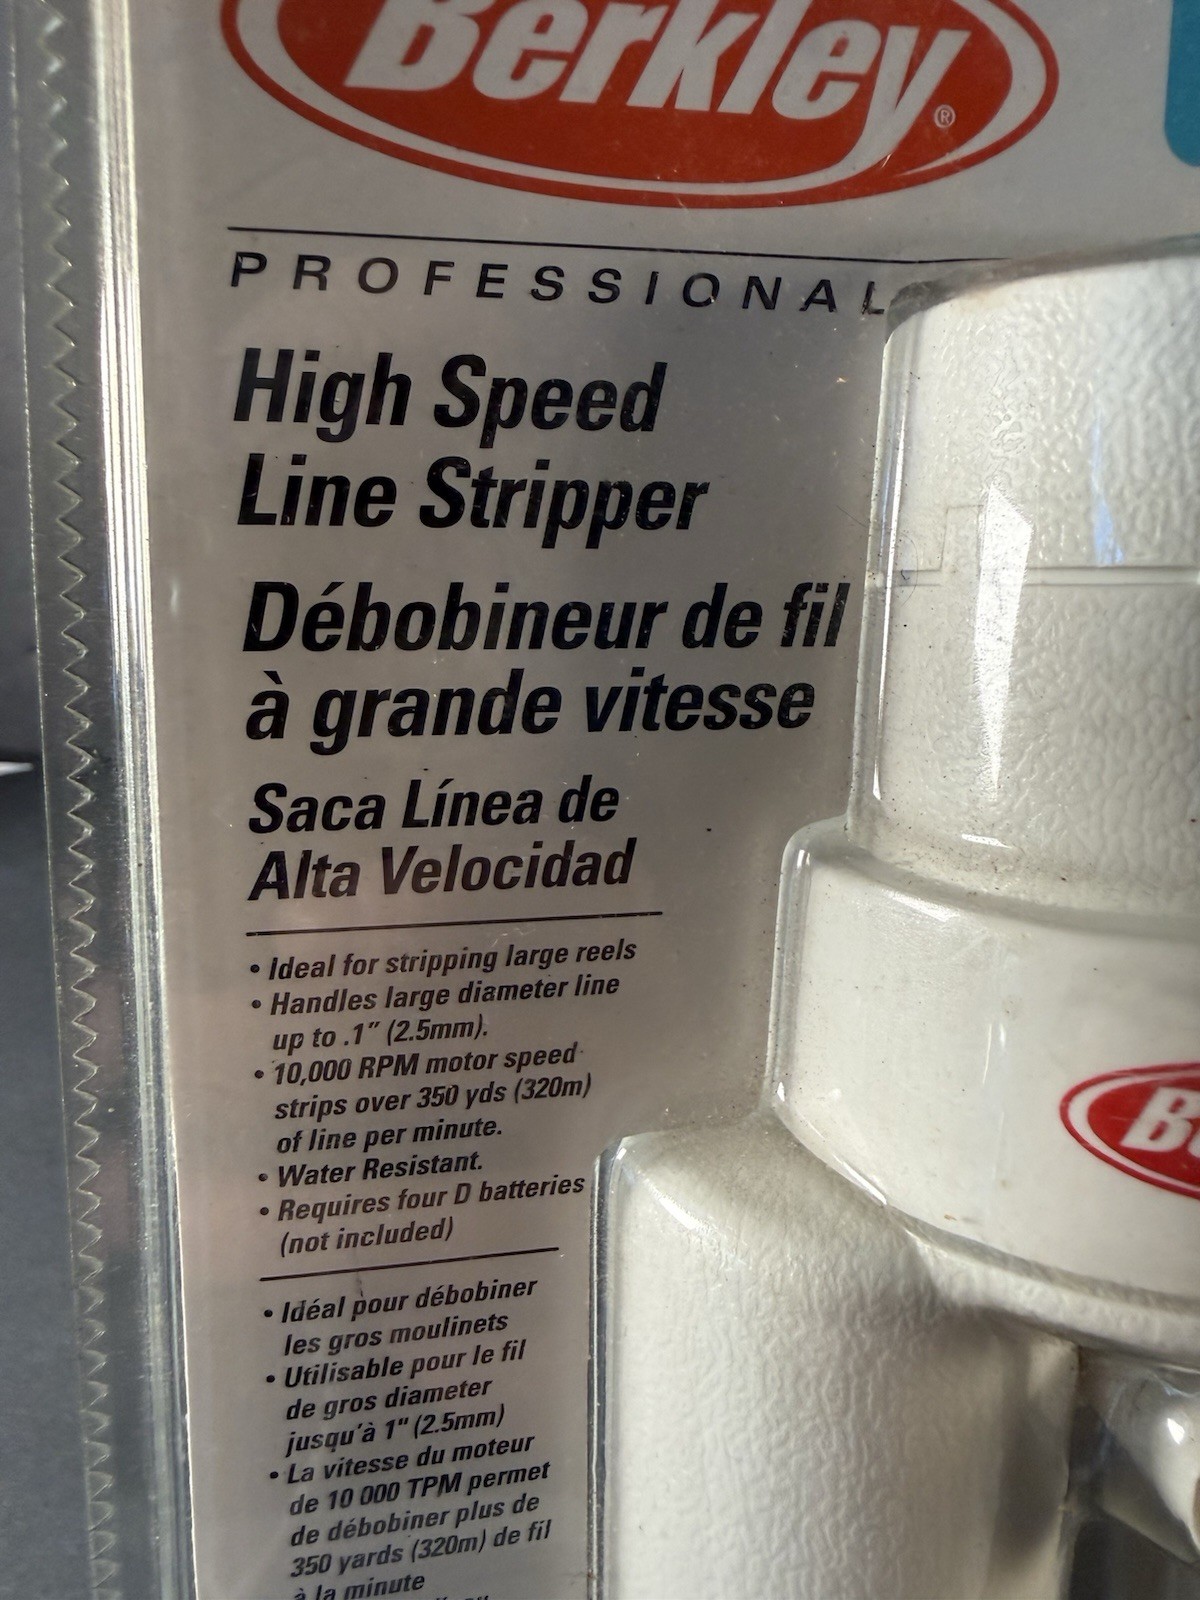 Berkley®
PROFESSIONAL
High Speed
Line Stripper
Débobineur de fil
à grande vitesse
Saca Línea de
Alta Velocidad
• Ideal for stripping large reels
• Handles large diameter line
up to .1” (2.5mm).
• 10,000 RPM motor speed
strips over 350 yds (320m)
of line per minute.
• Water Resistant.
• Requires four D batteries
(not included)
• Idéal pour débobiner
les gros moulinets
• Utilisable pour le fil
de gros diameter
jusqu’à 1" (2.5mm)
• La vitesse du moteur
de 10 000 TPM permet
de débobiner plus de
350 yards (320m) de fil
à la minute